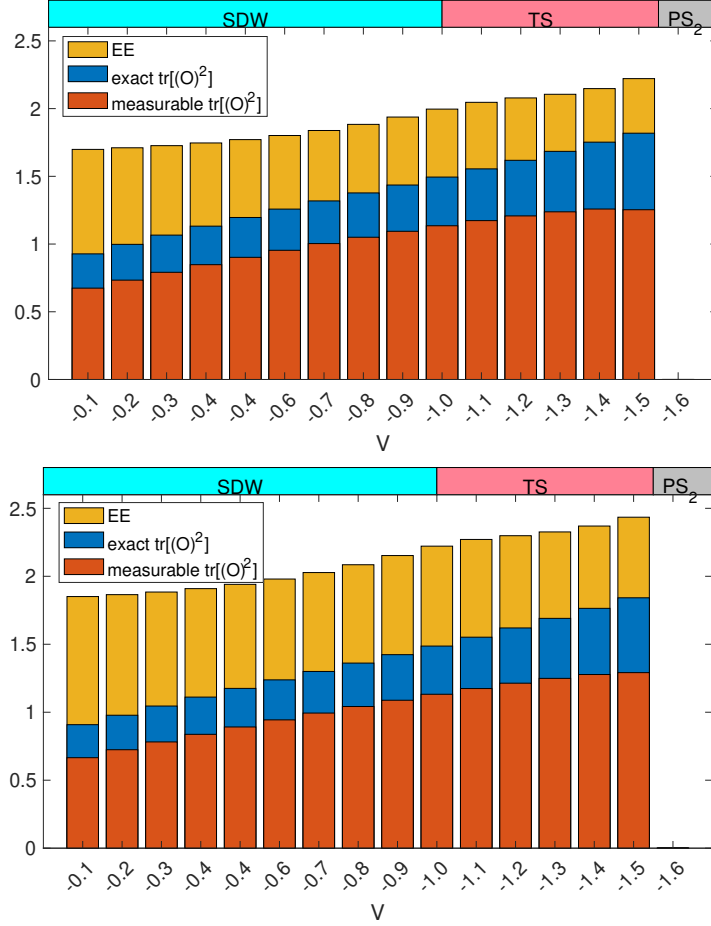 SDW TS PS2
2.5
EE
exact tr[(O)^2]
measurable tr[(O)^2]
2
1.5
1
0.5
0
-0.1 -0.2 -0.3 -0.4 -0.4 -0.6 -0.7 -0.8 -0.9 -1.0 -1.1 -1.2 -1.3 -1.4 -1.5 -1.6
V
SDW TS PS2
2.5
EE
exact tr[(O)^2]
measurable tr[(O)^2]
2
1.5
1
0.5
0
-0.1 -0.2 -0.3 -0.4 -0.4 -0.6 -0.7 -0.8 -0.9 -1.0 -1.1 -1.2 -1.3 -1.4 -1.5 -1.6
V